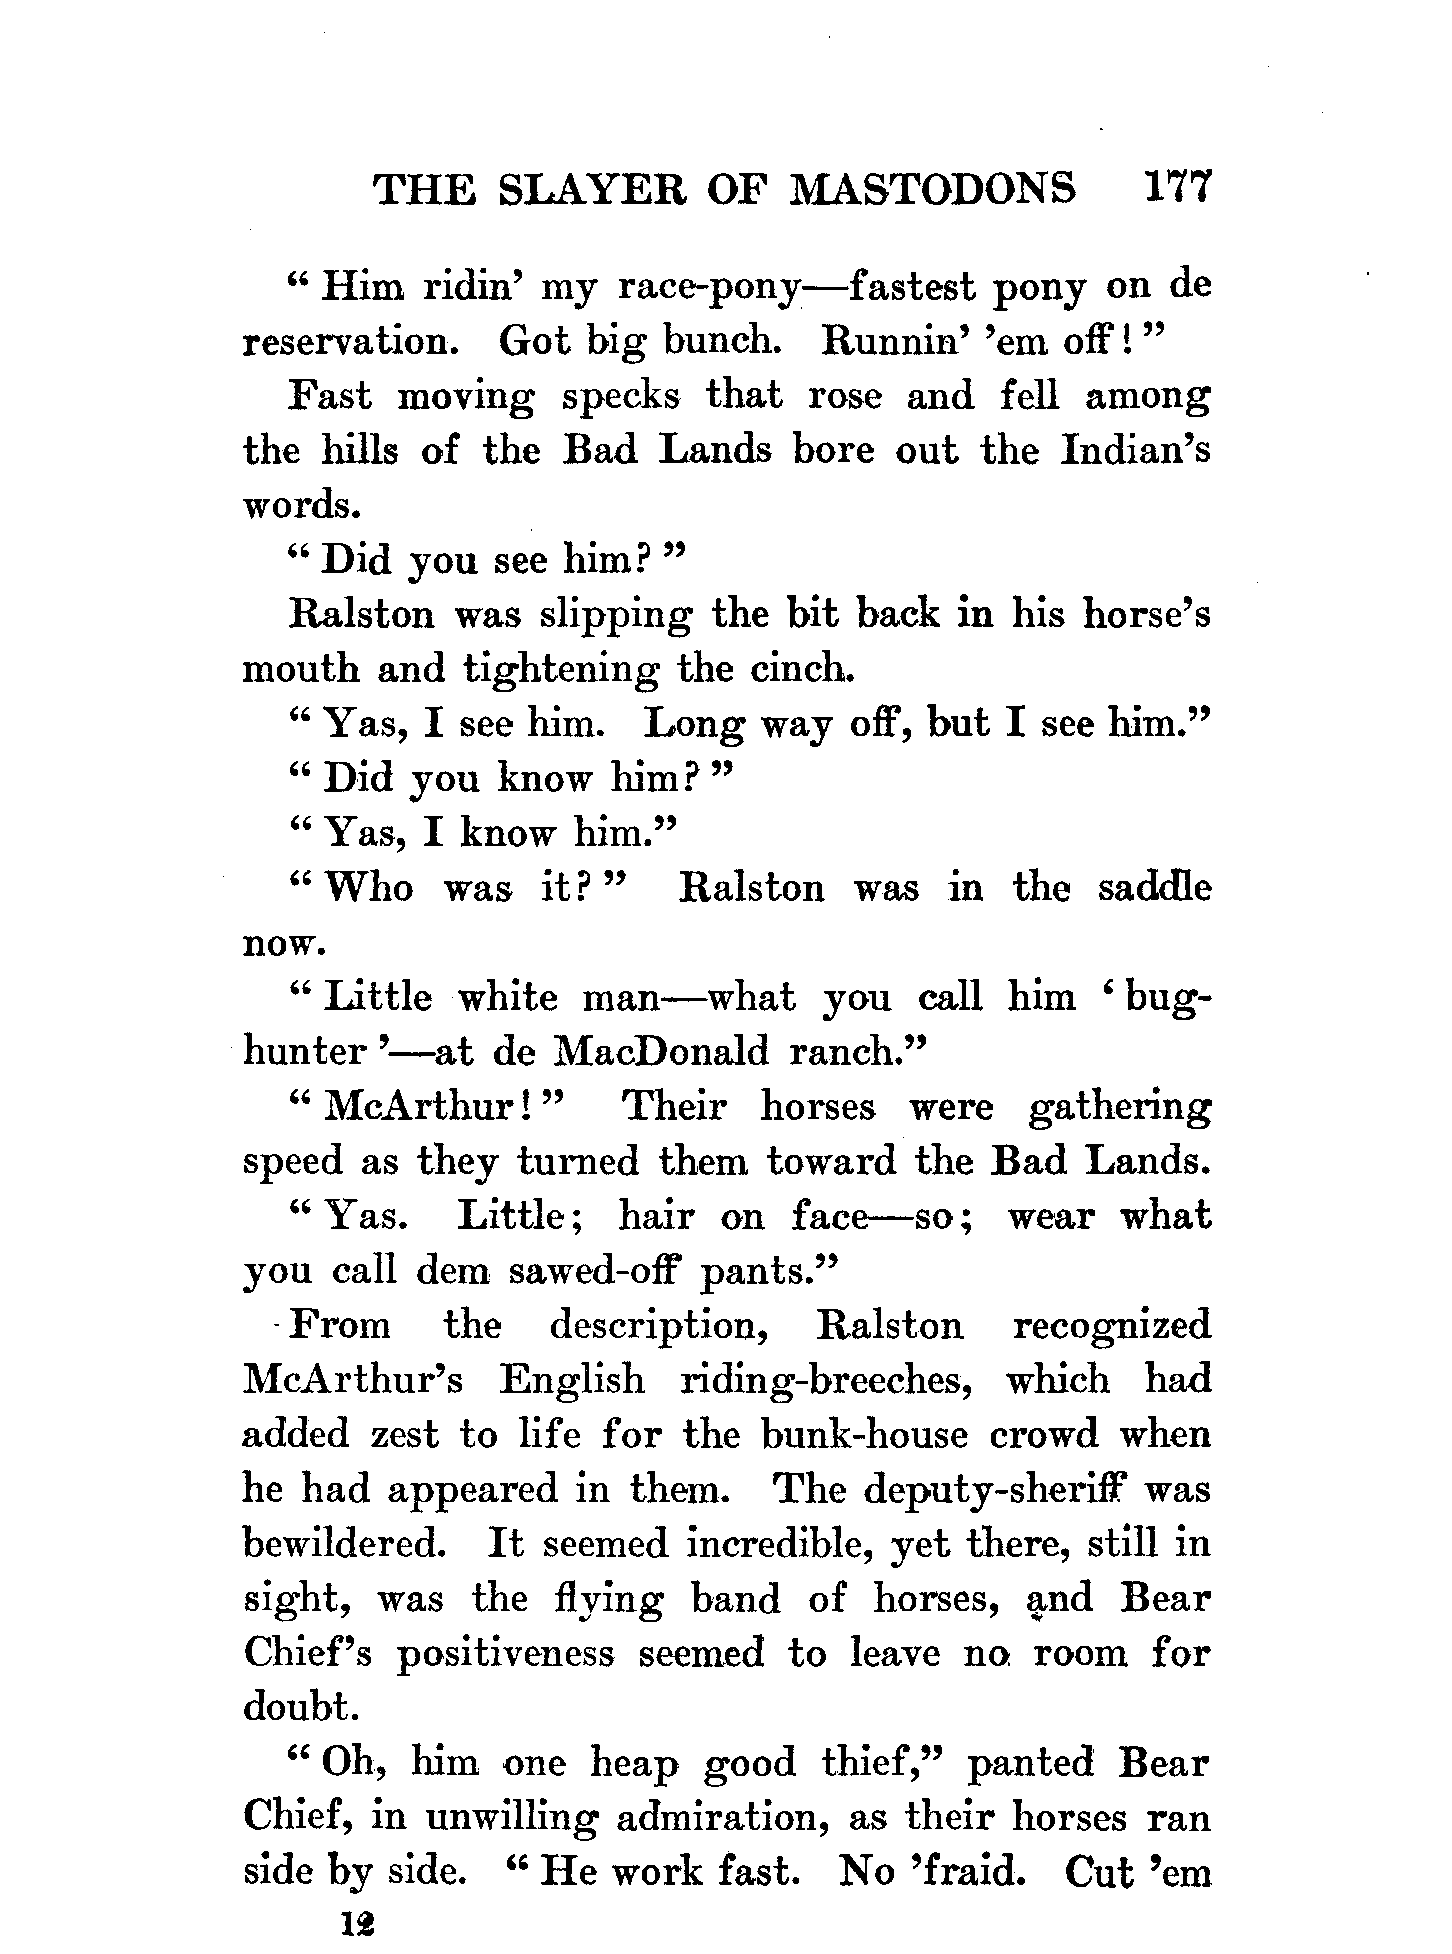 THE SLAYER OF MASTODONS 177
“ Him ridin’ my race-pony—fastest pony on de
reservation. Got big bunch. Runnin’ ’em off! ”
Fast moving specks that rose and fell among
the hills of the Bad Lands bore out the Indian’s
words.
“ Did you see him? ”
Ralston was slipping the bit back in his horse’s
mouth and tightening the cinch.
“ Yas, I see him. Long way off, but I see him.”
“ Did you know him? ”
“ Yas, I know him.”
“ Who was it? ” Ralston was in the saddle
now.
“ Little white man—what you call him ‘ bug-
hunter ’—at de MacDonald ranch.”
“ McArthur! ” Their horses were gathering
speed as they turned them toward the Bad Lands.
“ Yas. Little; hair on face—so; wear what
you call dem sawed-off pants.”
From the description, Ralston recognized
McArthur’s English riding-breeches, which had
added zest to life for the bunk-house crowd when
he had appeared in them. The deputy-sheriff was
bewildered. It seemed incredible, yet there, still in
sight, was the flying band of horses, and Bear
Chief’s positiveness seemed to leave no room for
doubt.
“ Oh, him one heap good thief,” panted Bear
Chief, in unwilling admiration, as their horses ran
side by side. “ He work fast. No ’fraid. Cut ’em
12